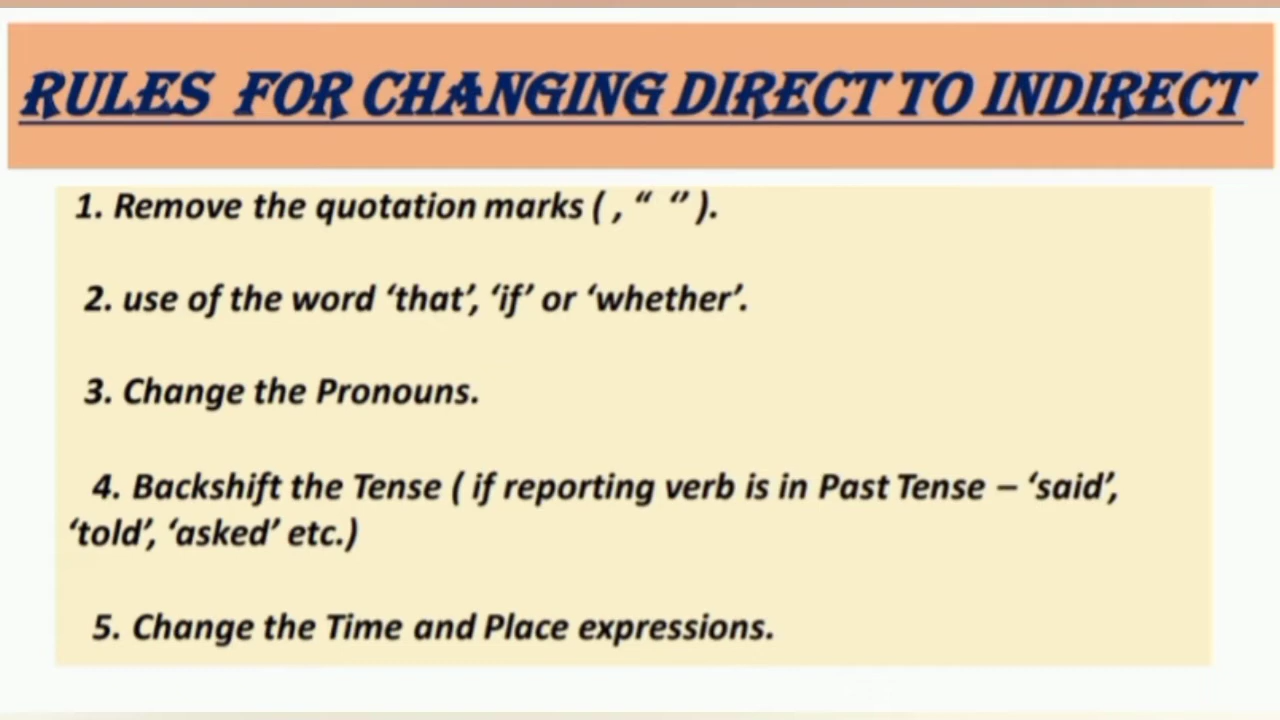 RULES FOR CHANGING DIRECT TO INDIRECT
1. Remove the quotation marks ( , “ ‘’ ).
2. use of the word ‘that’, ‘if’ or ‘whether’.
3. Change the Pronouns.
4. Backshift the Tense ( if reporting verb is in Past Tense – ‘said’,
‘told’, ‘asked’ etc.)
5. Change the Time and Place expressions.